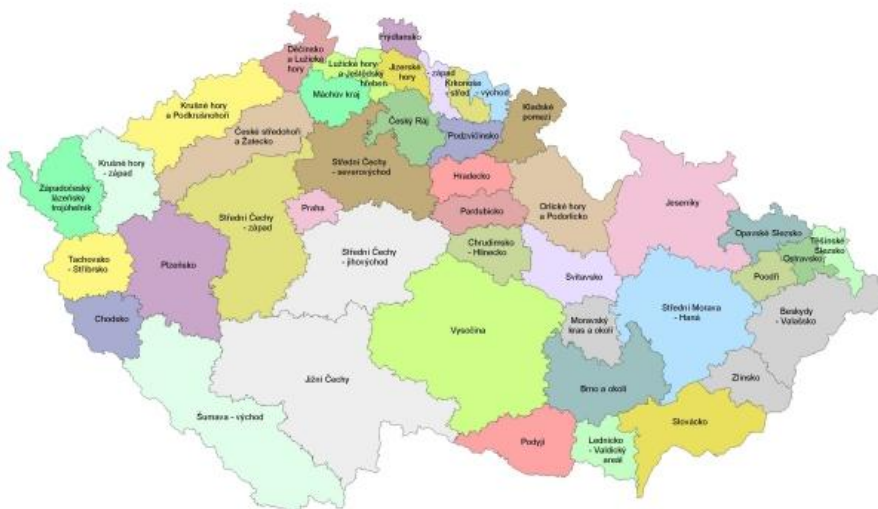 Frýdlansko
Děčínsko
a Lužické
hory
Lužické hory
a Ještědský
hřeben
Jizerské
hory
- západ
Krkonoše
- střed
- východ
Máchův kraj
Krušné hory
a Podkrušnohoří
České středohoří
a Žatecko
Český Ráj
Podzvičinsko
Kladské
pomezí
Krušné hory
- západ
Západočeský
lázeňský
trojúhelník
Střední Čechy
- severovýchod
Hradecko
Orlické hory
a Podorlicko
Jeseníky
Střední Čechy
- západ
Praha
Pardubicko
Opavské Slezsko
Těšínské
Slezsko
Ostravsko
Tachovsko
- Stříbrsko
Plzeňsko
Střední Čechy
- jihovýchod
Chrudimsko
- Hlinecko
Svitavsko
Poodří
Chodsko
Vysočina
Moravský
kras a okolí
Střední Morava
- Haná
Beskydy
- Valašsko
Jižní Čechy
Brno a okolí
Zlínsko
Šumava - východ
Podyjí
Lednicko
- Valdický
areál
Slovácko